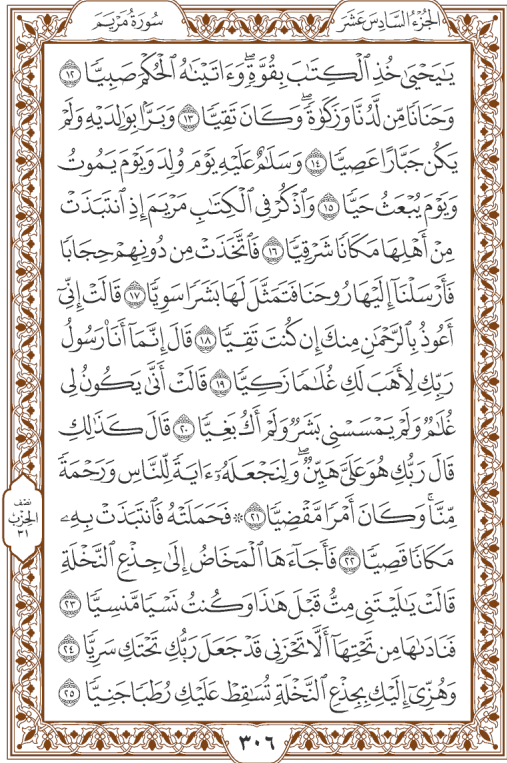 الجزء السادس عشر
سورة مريم
يَٰيَحْيَىٰ خُذِ ٱلْكِتَٰبَ بِقُوَّةٍۖ وَءَاتَيْنَٰهُ ٱلْحُكْمَ صَبِيًّا ١٢
وَحَنَانًا مِّن لَّدُنَّا وَزَكَوٰةًۖ وَكَانَ تَقِيًّا ١٣ وَبَرًّۢا بِوَٰلِدَيْهِ وَلَمْ
يَكُن جَبَّارًا عَصِيًّا ١٤ وَسَلَٰمٌ عَلَيْهِ يَوْمَ وُلِدَ وَيَوْمَ يَمُوتُ
وَيَوْمَ يُبْعَثُ حَيًّا ١٥ وَٱذْكُرْ فِي ٱلْكِتَٰبِ مَرْيَمَ إِذِ ٱنتَبَذَتْ
مِنْ أَهْلِهَا مَكَانًا شَرْقِيًّا ١٦ فَٱتَّخَذَتْ مِن دُونِهِمْ حِجَابًا
فَأَرْسَلْنَآ إِلَيْهَا رُوحَنَا فَتَمَثَّلَ لَهَا بَشَرًا سَوِيًّا ١٧ قَالَتْ إِنِّيٓ
أَعُوذُ بِٱلرَّحْمَٰنِ مِنكَ إِن كُنتَ تَقِيًّا ١٨ قَالَ إِنَّمَآ أَنَا۠ رَسُولُ
رَبِّكِ لِأَهَبَ لَكِ غُلَٰمًا زَكِيًّا ١٩ قَالَتْ أَنَّىٰ يَكُونُ لِي
غُلَٰمٌ وَلَمْ يَمْسَسْنِي بَشَرٌ وَلَمْ أَكُ بَغِيًّا ٢٠ قَالَ كَذَٰلِكِ
قَالَ رَبُّكِ هُوَ عَلَيَّ هَيِّنٌۖ وَلِنَجْعَلَهُۥٓ ءَايَةً لِّلنَّاسِ وَرَحْمَةً
مِّنَّاۚ وَكَانَ أَمْرًا مَّقْضِيًّا ٢١ ۞ فَحَمَلَتْهُ فَٱنتَبَذَتْ بِهِۦ
مَكَانًا قَصِيًّا ٢٢ فَأَجَآءَهَا ٱلْمَخَاضُ إِلَىٰ جِذْعِ ٱلنَّخْلَةِ
قَالَتْ يَٰلَيْتَنِي مِتُّ قَبْلَ هَٰذَا وَكُنتُ نَسْيًا مَّنسِيًّا ٢٣
فَنَادَىٰهَا مِن تَحْتِهَآ أَلَّا تَحْزَنِي قَدْ جَعَلَ رَبُّكِ تَحْتَكِ سَرِيًّا ٢٤
وَهُزِّيٓ إِلَيْكِ بِجِذْعِ ٱلنَّخْلَةِ تُسَٰقِطْ عَلَيْكِ رُطَبًا جَنِيًّا ٢٥
نصف
الحزب
٣١
٣٠٦